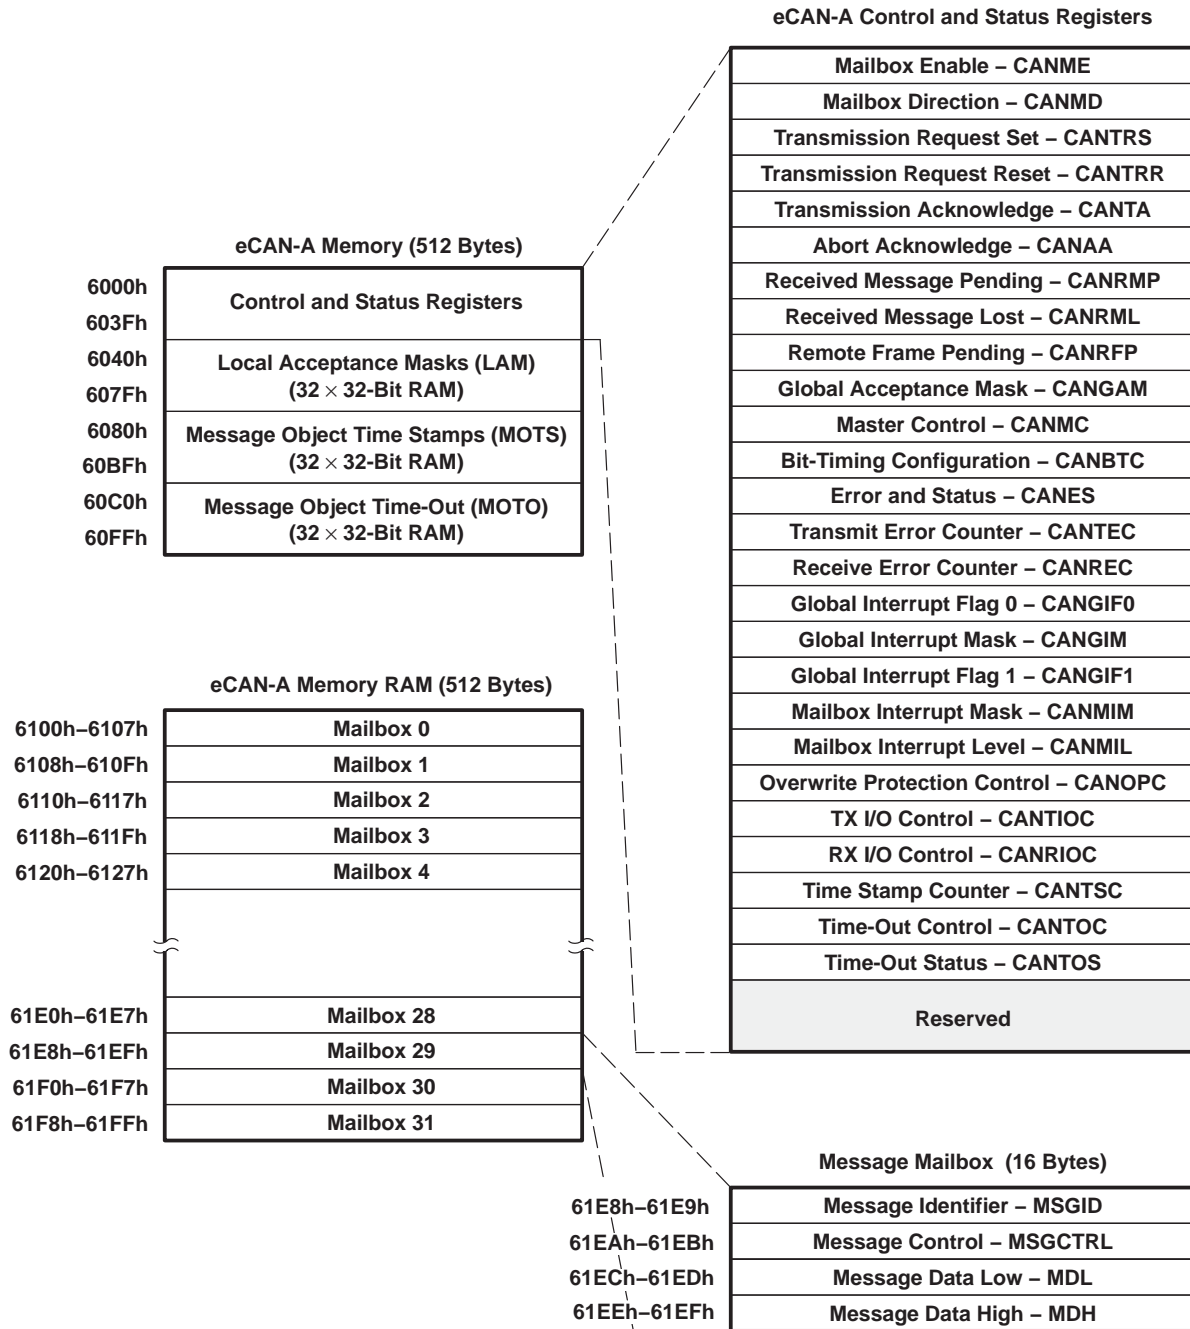 eCAN-A Control and Status Registers
Mailbox Enable – CANME
Mailbox Direction – CANMD
Transmission Request Set – CANTRS
Transmission Request Reset – CANTRR
Transmission Acknowledge – CANTA
Abort Acknowledge – CANAA
Received Message Pending – CANRMP
Received Message Lost – CANRML
Remote Frame Pending – CANRFP
Global Acceptance Mask – CANGAM
Master Control – CANMC
Bit-Timing Configuration – CANBTC
Error and Status – CANES
Transmit Error Counter – CANTEC
Receive Error Counter – CANREC
Global Interrupt Flag 0 – CANGIF0
Global Interrupt Mask – CANGIM
Global Interrupt Flag 1 – CANGIF1
Mailbox Interrupt Mask – CANMIM
Mailbox Interrupt Level – CANMIL
Overwrite Protection Control – CANOPC
TX I/O Control – CANTIOC
RX I/O Control – CANRIOC
Time Stamp Counter – CANTSC
Time-Out Control – CANTOC
Time-Out Status – CANTOS
Reserved
eCAN-A Memory (512 Bytes)
6000h
Control and Status Registers
603Fh
6040h
Local Acceptance Masks (LAM)
(32 × 32-Bit RAM)
607Fh
6080h
Message Object Time Stamps (MOTS)
(32 × 32-Bit RAM)
60BFh
60C0h
Message Object Time-Out (MOTO)
(32 × 32-Bit RAM)
60FFh
eCAN-A Memory RAM (512 Bytes)
6100h–6107h Mailbox 0
6108h–610Fh Mailbox 1
6110h–6117h Mailbox 2
6118h–611Fh Mailbox 3
6120h–6127h Mailbox 4
61E0h–61E7h Mailbox 28
61E8h–61EFh Mailbox 29
61F0h–61F7h Mailbox 30
61F8h–61FFh Mailbox 31
Message Mailbox (16 Bytes)
61E8h–61E9h Message Identifier – MSGID
61EAh–61EBh Message Control – MSGCTRL
61ECh–61EDh Message Data Low – MDL
61EEh–61EFh Message Data High – MDH